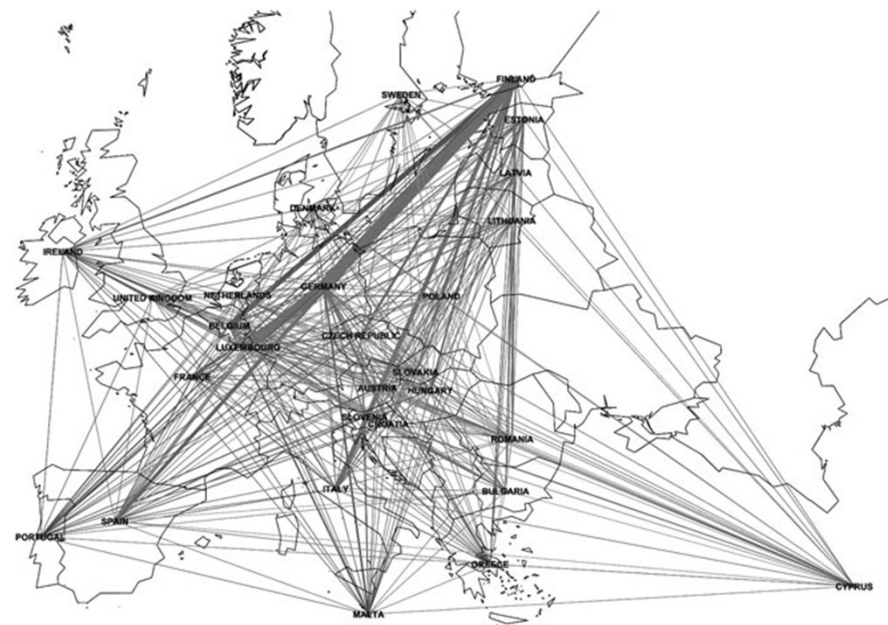 FINLAND
SWEDEN
ESTONIA
LATVIA
DENMARK
LITHUANIA
IRELAND
GERMANY
UNITED KINGDOM
NETHERLANDS
POLAND
BELGIUM
CZECH REPUBLIC
LUXEMBOURG
SLOVAKIA
FRANCE
AUSTRIA
HUNGARY
SLOVENIA
CROATIA
ROMANIA
ITALY
BULGARIA
SPAIN
PORTUGAL
GREECE
CYPRUS
MALTA